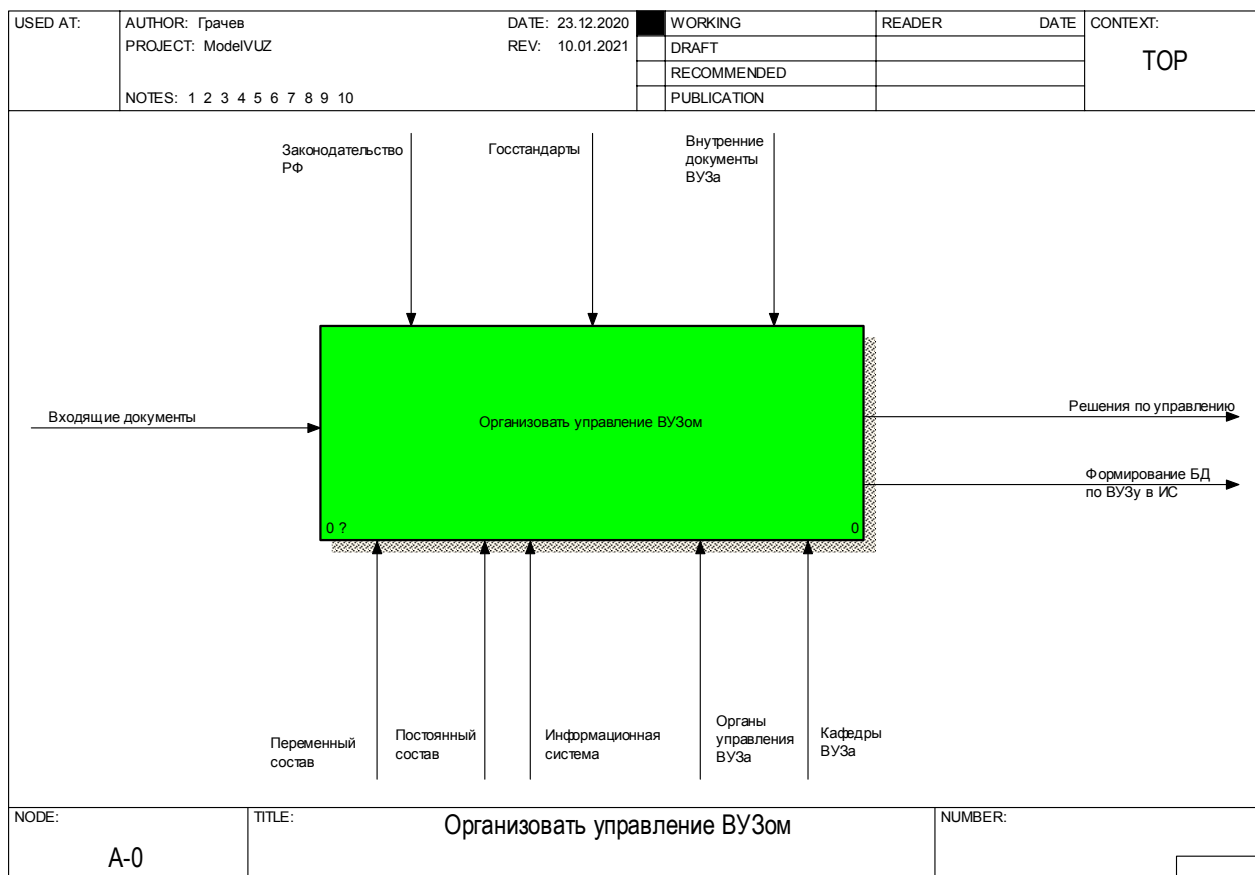 USED AT:
AUTHOR: Грачев
DATE: 23.12.2020
WORKING
READER
DATE
CONTEXT:
PROJECT: ModelVUZ
REV: 10.01.2021
DRAFT
TOP
RECOMMENDED
NOTES: 1 2 3 4 5 6 7 8 9 10
PUBLICATION
Законодательство
РФ
Госстандарты
Внутренние
документы
ВУЗа
Входящие документы
Организовать управление ВУЗом
0 ?
0
Решения по управлению
Формирование БД
по ВУЗу в ИС
Переменный
состав
Постоянный
состав
Информационная
система
Органы
управления
ВУЗа
Кафедры
ВУЗа
NODE:
A-0
TITLE:
Организовать управление ВУЗом
NUMBER: